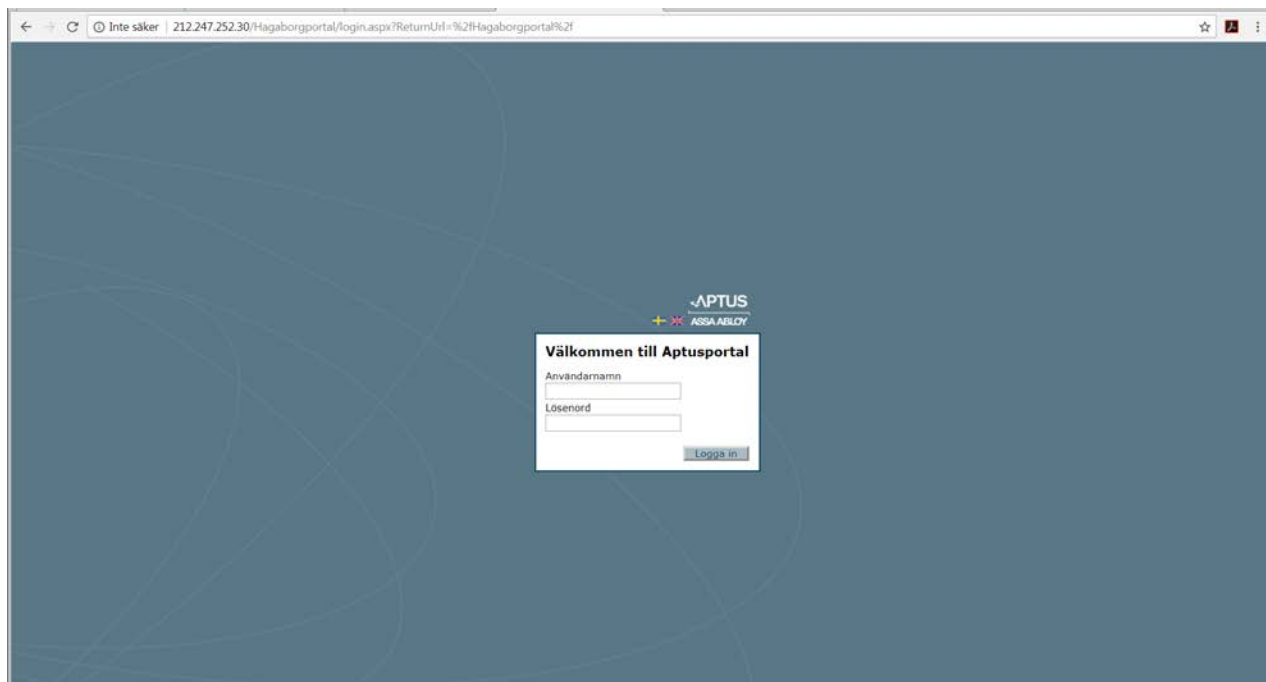 Inte säker | 212.247.252.30/Hagaborgportal/login.aspx?ReturnUrl=%2fHagaborgportal%2f
APTUS
ASSA ABLOY
Välkommen till Aptusportal
Användarnamn
Lösenord
Logga in